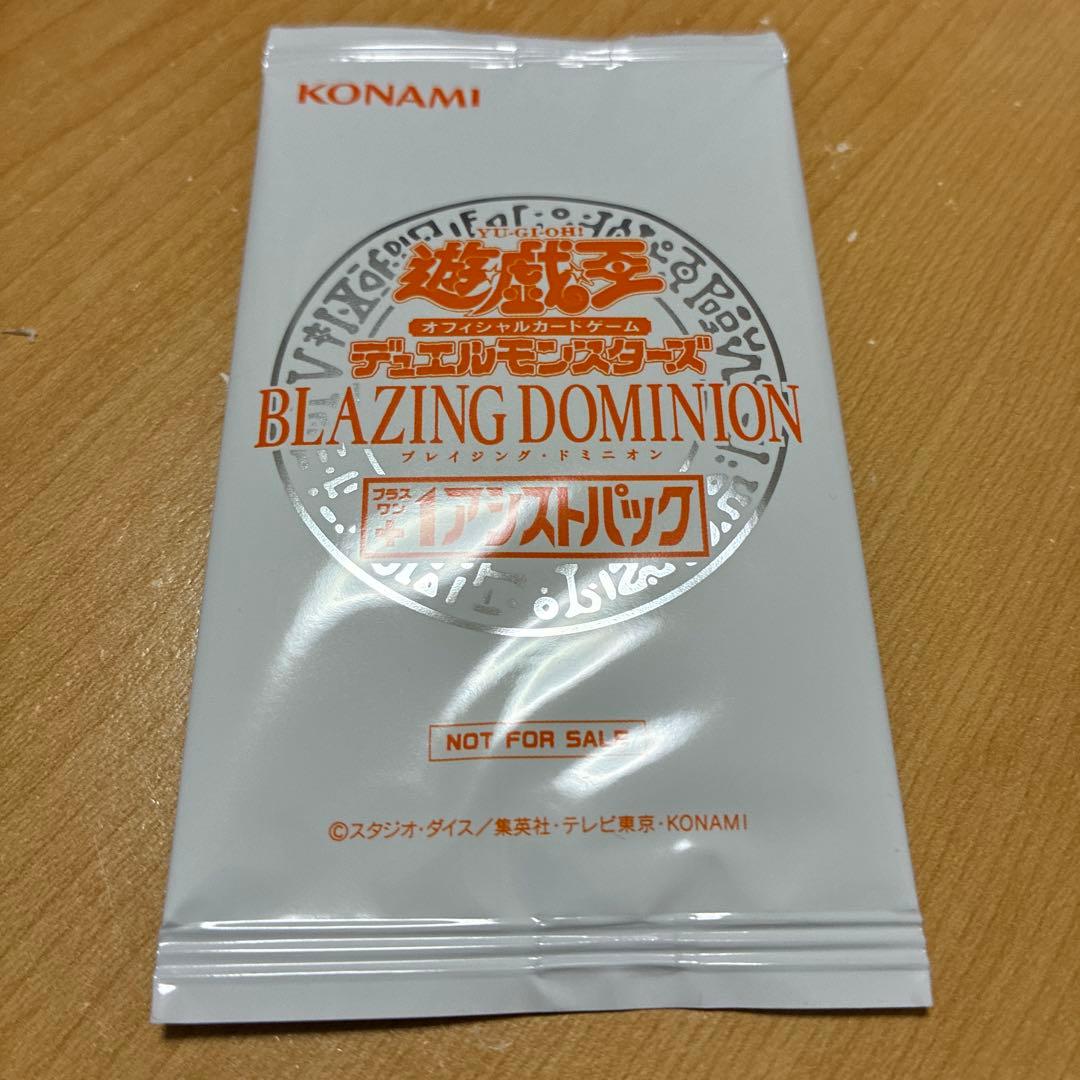 KONAMI
YU-GI-OH!
遊戯王
オフィシャルカードゲーム
デュエルモンスターズ
BLAZING DOMINION
ブレイジング・ドミニオン
プラスワン
+1アシストパック
NOT FOR SALE
©スタジオ・ダイス/集英社・テレビ東京・KONAMI